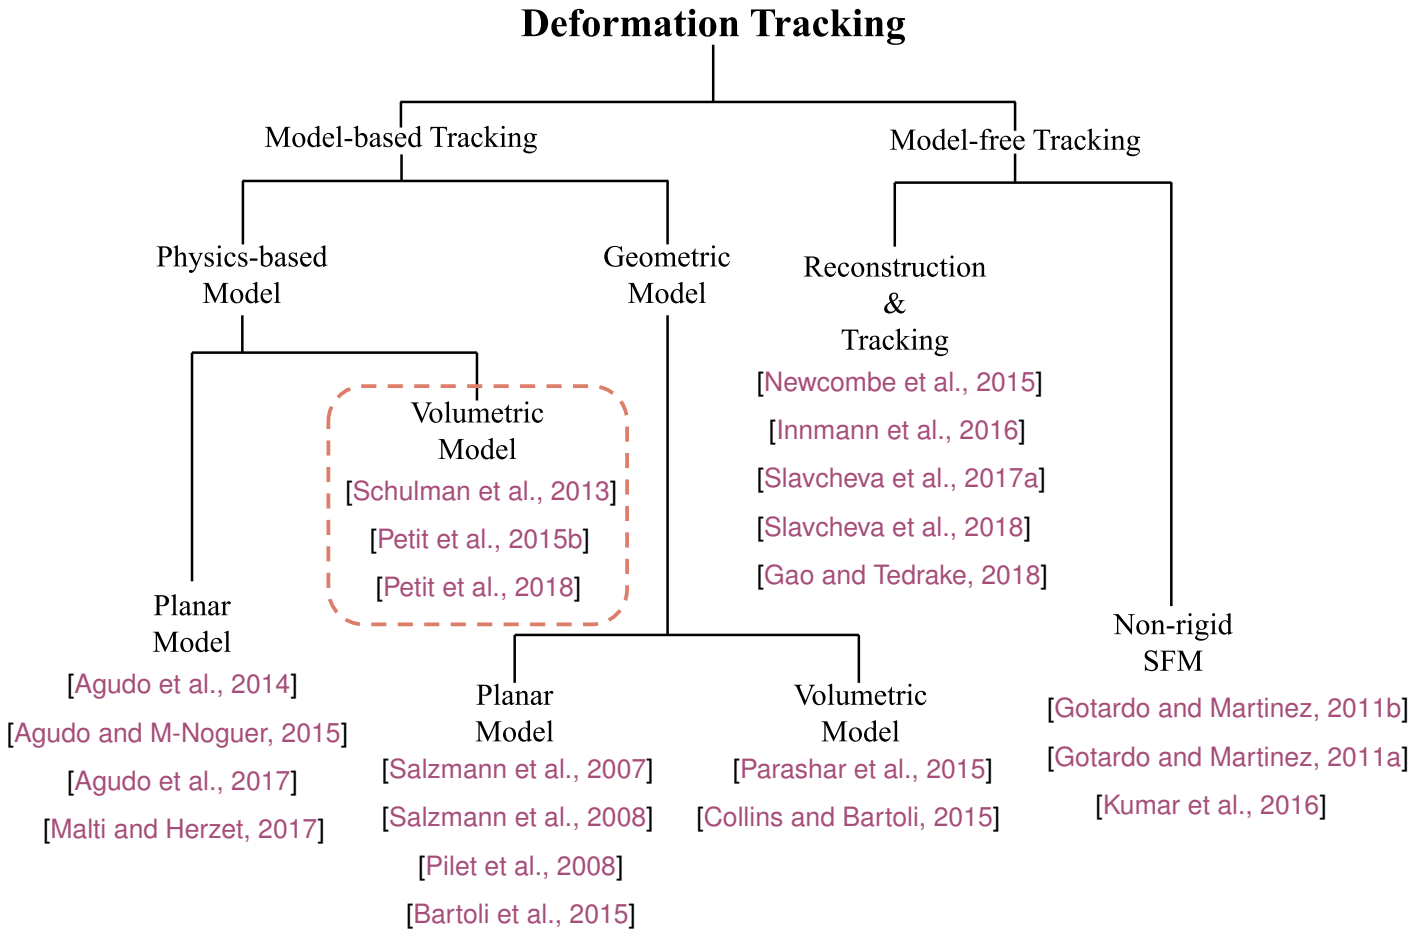 Deformation Tracking
Model-based Tracking
Model-free Tracking
Physics-based
Model
Geometric
Model
Reconstruction
&
Tracking
[Newcombe et al., 2015]
[Innmann et al., 2016]
[Slavcheva et al., 2017a]
[Slavcheva et al., 2018]
[Gao and Tedrake, 2018]
Volumetric
Model
[Schulman et al., 2013]
[Petit et al., 2015b]
[Petit et al., 2018]
Planar
Model
[Agudo et al., 2014]
[Agudo and M-Noguer, 2015]
[Agudo et al., 2017]
[Malti and Herzet, 2017]
Planar
Model
[Salzmann et al., 2007]
[Salzmann et al., 2008]
[Pilet et al., 2008]
[Bartoli et al., 2015]
Volumetric
Model
[Parashar et al., 2015]
[Collins and Bartoli, 2015]
Non-rigid
SFM
[Gotardo and Martinez, 2011b]
[Gotardo and Martinez, 2011a]
[Kumar et al., 2016]